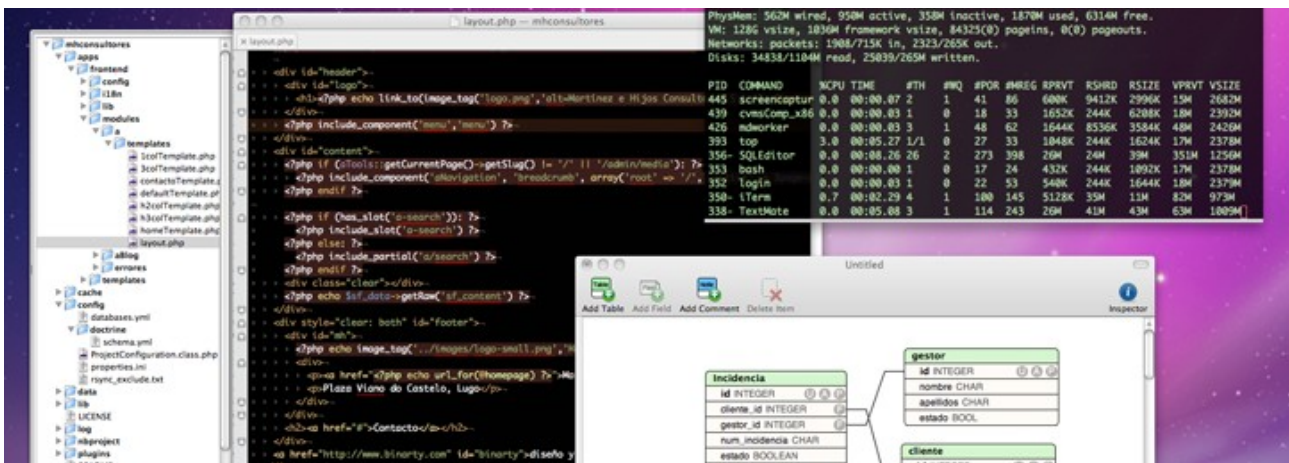 mhconsultores
apps
frontend
config
i18n
lib
modules
a
templates
1colTemplate.php
3colTemplate.php
contactoTemplate.p
defaultTemplate.ph
h2colTemplate.php
h3colTemplate.php
homeTemplate.php
layout.php
aBlog
errores
templates
cache
config
databases.yml
doctrine
schema.yml
ProjectConfiguration.class.php
properties.ini
rsync_exclude.txt
data
lib
LICENSE
log
nbproject
plugins
layout.php — mhconsultores
layout.php
<div id="header">
<div id="logo">
<h1><?php echo link_to(image_tag('logo.png','alt=Martinez e Hijos Consult
</div>
<?php include_component('menu','menu') ?>
</div>
<div id="content">
<?php if (aTools::getCurrentPage()->getSlug() != '/' || '/admin/media'): ?>
<?php include_component('aNavigation', 'breadcrumb', array('root' => '/',
<?php endif ?>
<?php if (has_slot('a-search')): ?>
<?php include_slot('a-search') ?>
<?php else: ?>
<?php include_partial('a/search') ?>
<?php endif ?>
<div class="clear"></div>
<?php echo $sf_data->getRaw('sf_content') ?>
</div>
<div style="clear: both" id="footer">
<div id="mh">
<?php echo image_tag('../images/logo-small.png',
<div>
<p><a href="<?php echo url_for(@homepage) ?>">
<p>Plaza Viano do Castelo, Lugo</p>
</div>
</div>
<h2><a href="#">Contacto</a></h2>
<a href="http://www.binarty.com" id="binarty">diseño y
PhysMem: 562M wired, 950M active, 358M inactive, 1870M used, 6314M free.
VM: 128G vsize, 1036M framework vsize, 84325(0) pageins, 0(0) pageouts.
Networks: packets: 1908/715K in, 2323/265K out.
Disks: 34838/1104M read, 25039/265M written.
PID COMMAND %CPU TIME #TH #WQ #POR #MREG RPRVT RSHRD RSIZE VPRVT VSIZE
445 screencaptur 0.0 00:00.07 2 1 41 86 600K 9412K 2996K 15M 2682M
439 cvmsComp_x86 0.0 00:00.03 1 0 18 33 1652K 244K 6208K 18M 2392M
426 mdworker 0.0 00:00.03 3 1 48 62 1644K 8536K 3584K 48M 2426M
393 top 3.0 00:05.27 1/1 0 27 33 1048K 244K 1624K 17M 2378M
356- SQLEditor 0.0 00:08.26 26 2 273 398 26M 24M 39M 351M 1256M
353 bash 0.0 00:00.00 1 0 17 24 432K 244K 1092K 17M 2378M
352 login 0.0 00:00.03 1 0 22 53 540K 244K 1644K 18M 2379M
350- iTerm 0.7 00:02.29 4 1 100 145 5128K 35M 11M 82M 973M
338- TextMate 0.0 00:05.08 3 1 114 243 26M 41M 43M 63M 1009M
Untitled
Add Table Add Field Add Comment Delete Item Inspector
Incidencia
id INTEGER
cliente_id INTEGER
gestor_id INTEGER
num_incidencia CHAR
estado BOOLEAN
gestor
id INTEGER
nombre CHAR
apellidos CHAR
estado BOOL
cliente